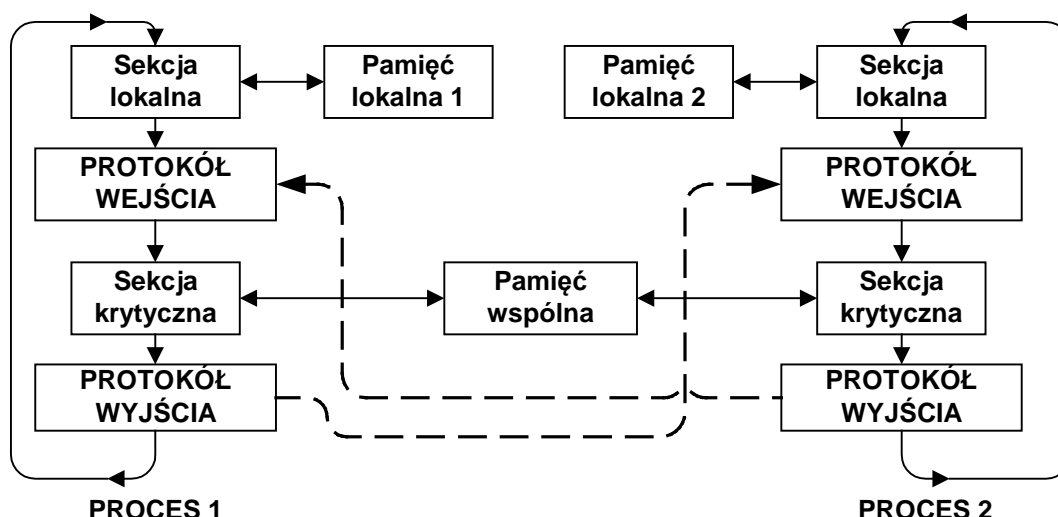 Sekcja
lokalna
Pamięć
lokalna 1
Pamięć
lokalna 2
Sekcja
lokalna
PROTOKÓŁ
WEJŚCIA
PROTOKÓŁ
WEJŚCIA
Sekcja
krytyczna
Pamięć
wspólna
Sekcja
krytyczna
PROTOKÓŁ
WYJŚCIA
PROTOKÓŁ
WYJŚCIA
PROCES 1
PROCES 2